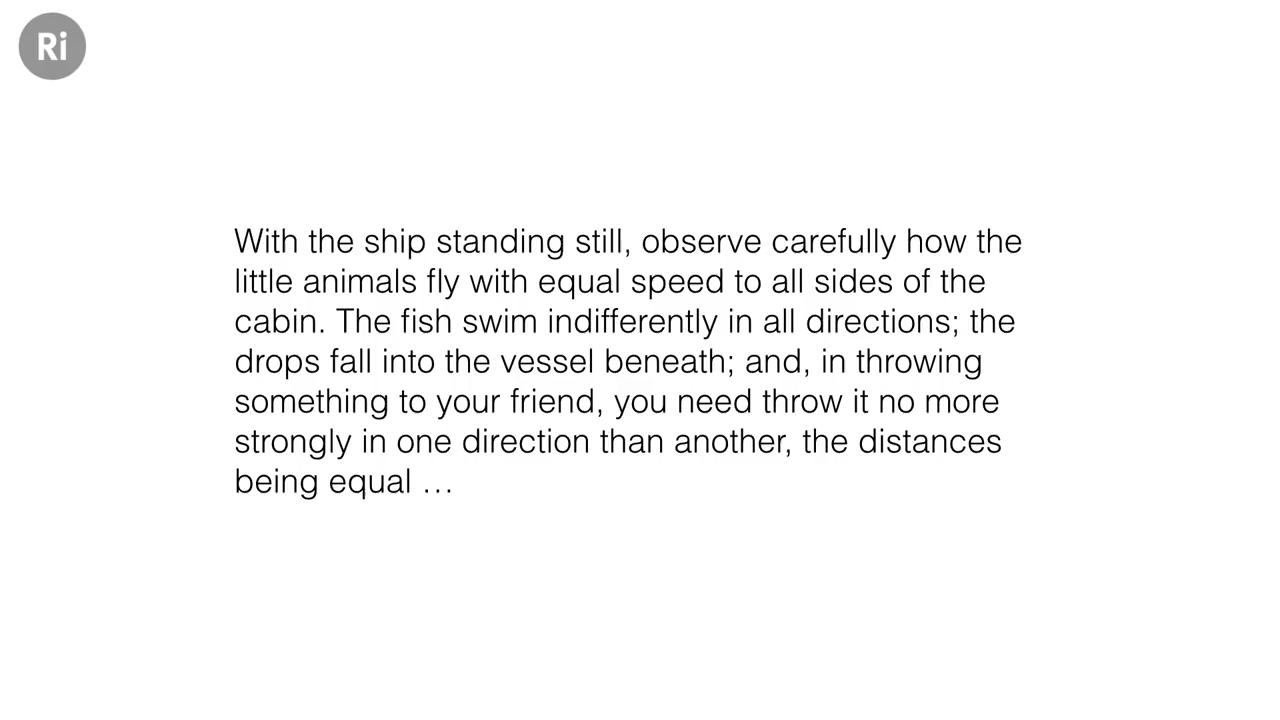 Ri
With the ship standing still, observe carefully how the
little animals fly with equal speed to all sides of the
cabin. The fish swim indifferently in all directions; the
drops fall into the vessel beneath; and, in throwing
something to your friend, you need throw it no more
strongly in one direction than another, the distances
being equal …